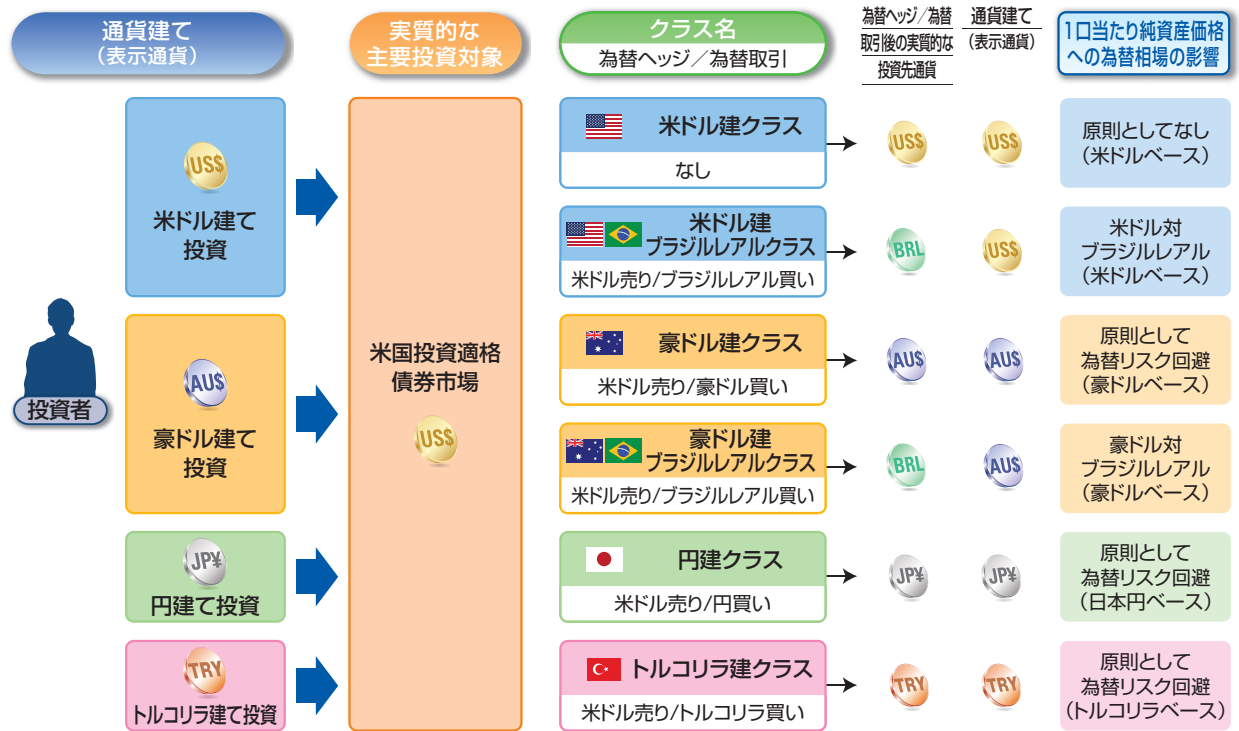 通貨建て
(表示通貨)
実質的な
主要投資対象
クラス名
為替ヘッジ/為替取引
為替ヘッジ/為替
取引後の実質的な
投資先通貨
通貨建て
(表示通貨)
1口当たり純資産価格
への為替相場の影響
投資者
US$
米ドル建て
投資
AU$
豪ドル建て
投資
JP¥
円建て投資
TRY
トルコリラ建て投資
米国投資適格
債券市場
US$
米ドル建クラス
なし
US$
US$
原則としてなし
(米ドルベース)
米ドル建
ブラジルレアルクラス
米ドル売り/ブラジルレアル買い
BRL
US$
米ドル対
ブラジルレアル
(米ドルベース)
豪ドル建クラス
米ドル売り/豪ドル買い
AU$
AU$
原則として
為替リスク回避
(豪ドルベース)
豪ドル建
ブラジルレアルクラス
米ドル売り/ブラジルレアル買い
BRL
AU$
豪ドル対
ブラジルレアル
(豪ドルベース)
円建クラス
米ドル売り/円買い
JP¥
JP¥
原則として
為替リスク回避
(日本円ベース)
トルコリラ建クラス
米ドル売り/トルコリラ買い
TRY
TRY
原則として
為替リスク回避
(トルコリラベース)